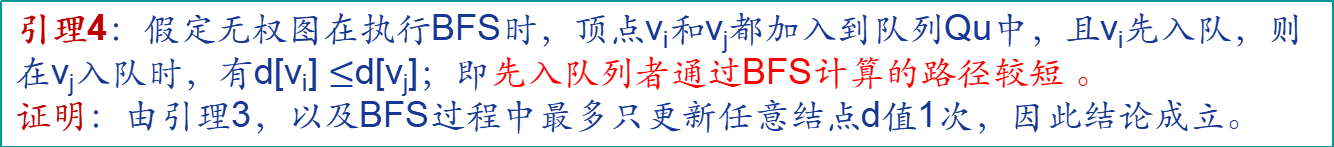 引理4：假定无权图在执行BFS时，顶点vi和vj都加入到队列Qu中，且vi先入队，则
在vj入队时，有d[vi] ≤d[vj]；即先入队列者通过BFS计算的路径较短 。
证明：由引理3，以及BFS过程中最多只更新任意结点d值1次，因此结论成立。